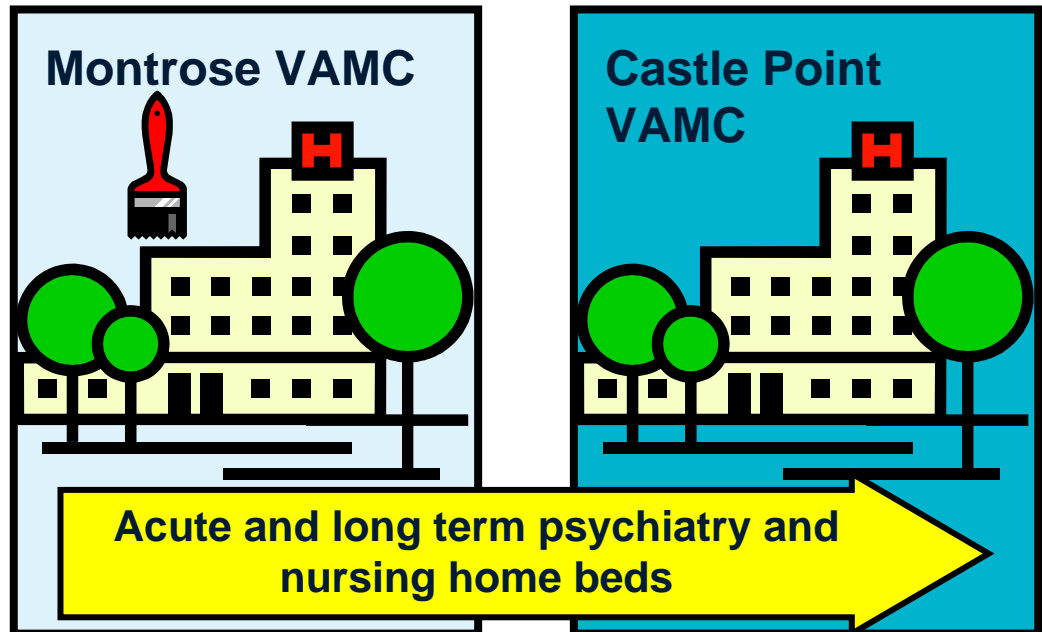 Montrose VAMC
Castle Point
VAMC
H
H
Acute and long term psychiatry and
nursing home beds